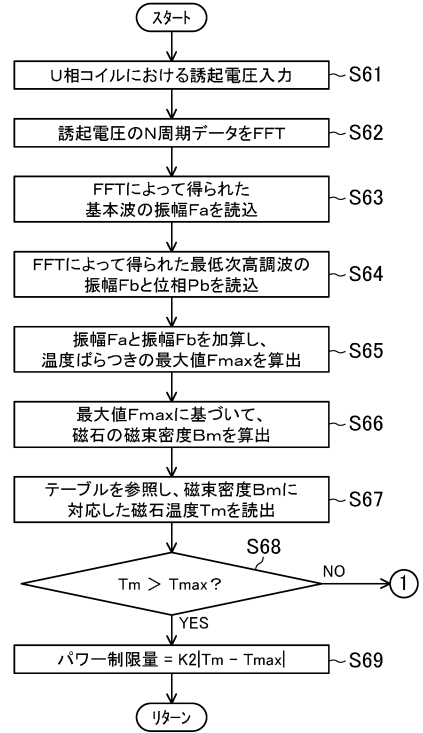 スタート
U相コイルにおける誘起電圧入力
S61
誘起電圧のN周期データをFFT
S62
FFTによって得られた
基本波の振幅Faを読込
S63
FFTによって得られた最低次高調波の
振幅Fbと位相Pbを読込
S64
振幅Faと振幅Fbを加算し、
温度ばらつきの最大値Fmaxを算出
S65
最大値Fmaxに基づいて、
磁石の磁束密度Bmを算出
S66
テーブルを参照し、磁束密度Bmに
対応した磁石温度Tmを読出
S67
S68
Tm > Tmax?
NO
1
YES
パワー制限量 = K2|Tm - Tmax|
S69
リターン